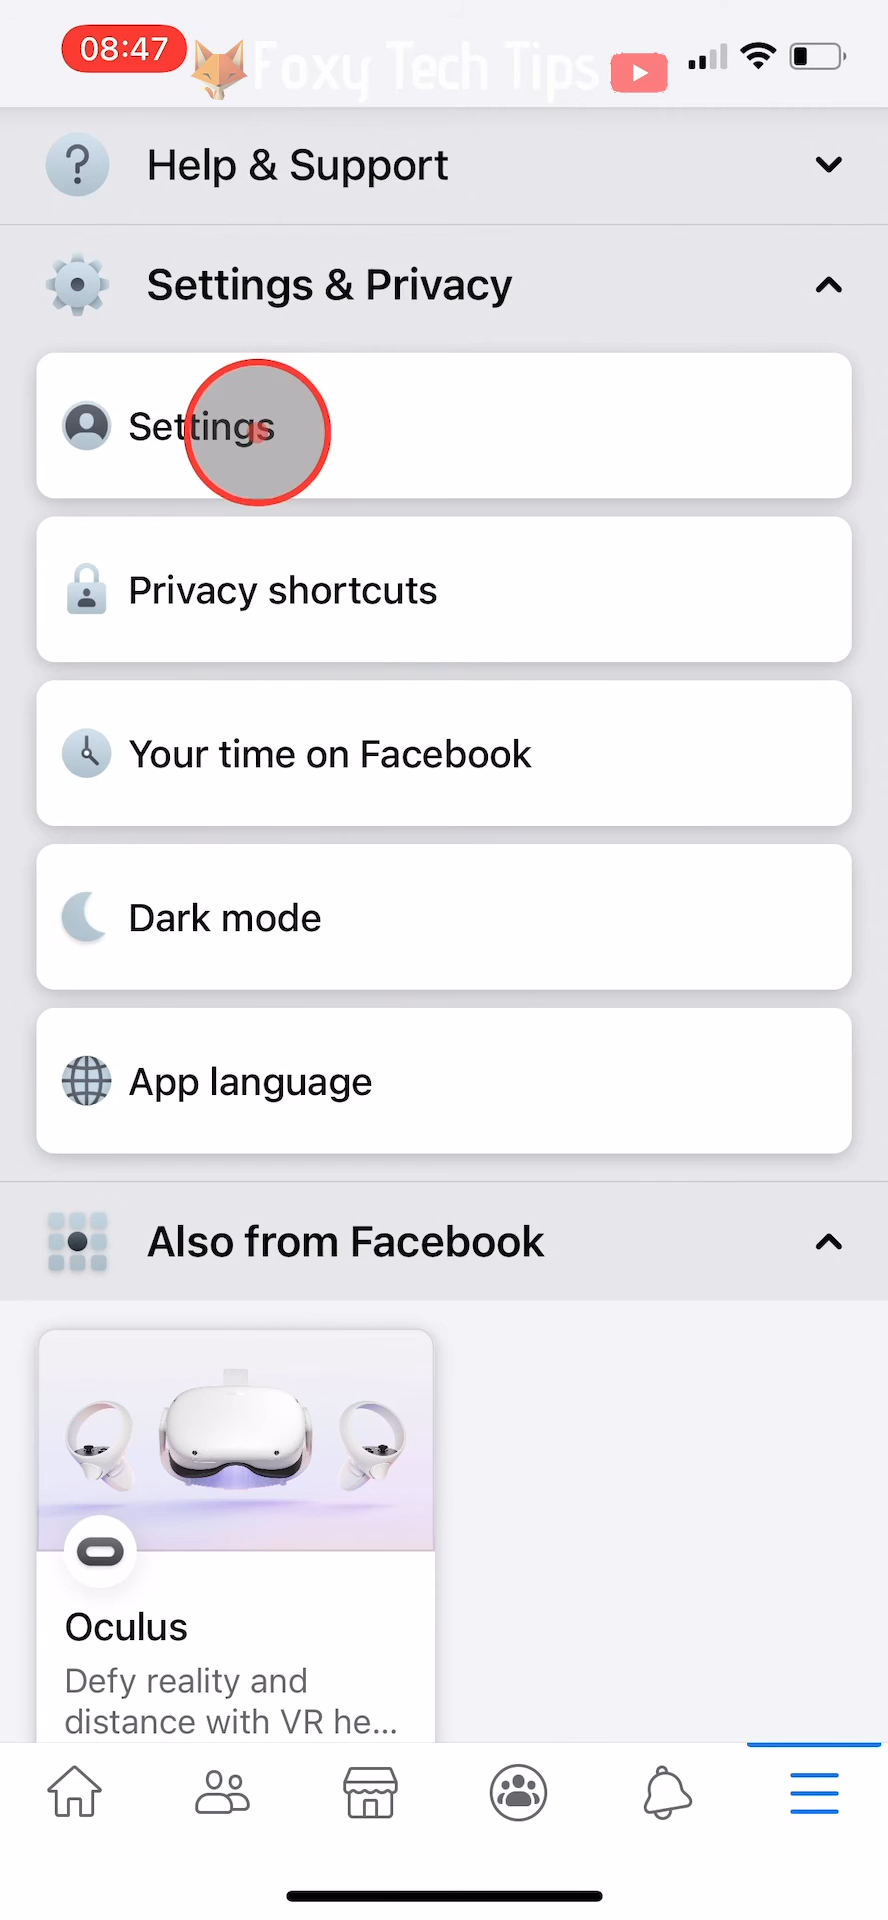 08:47
Foxy Tech Tips
Help & Support
Settings & Privacy
Settings
Privacy shortcuts
Your time on Facebook
Dark mode
App language
Also from Facebook
Oculus
Defy reality and
distance with VR he...